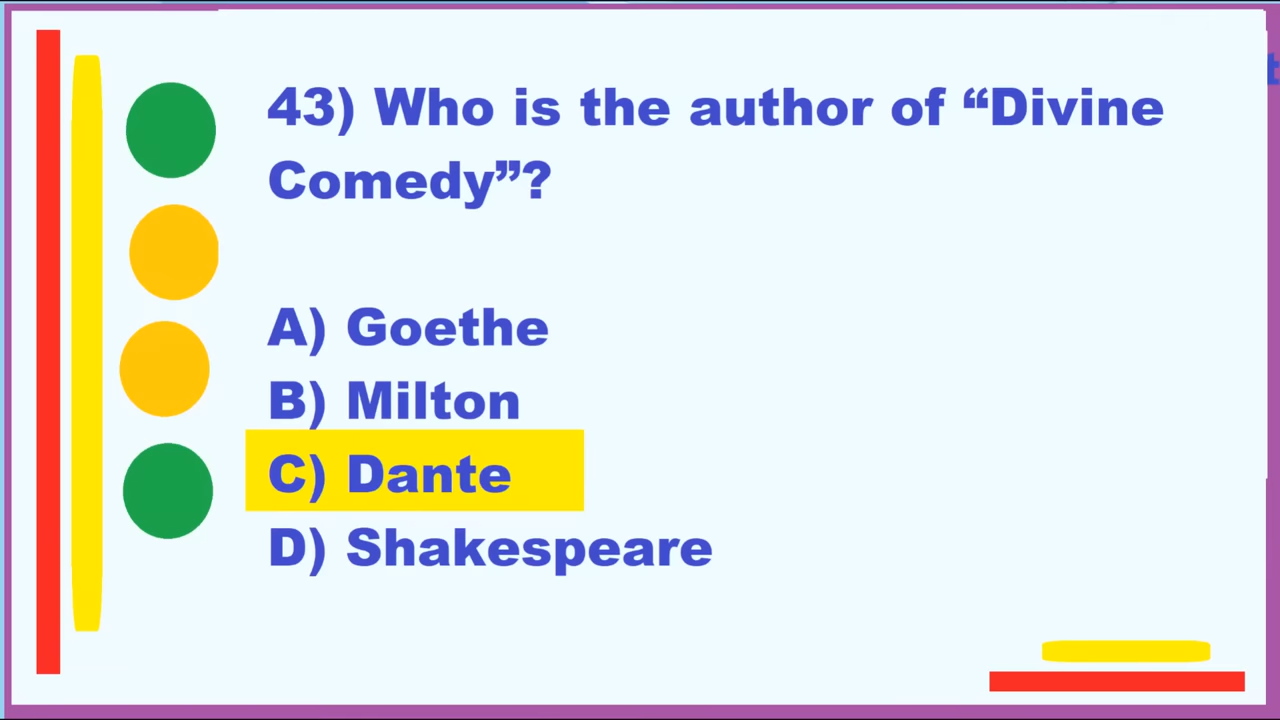 43) Who is the author of “Divine
Comedy”?
A) Goethe
B) Milton
C) Dante
D) Shakespeare